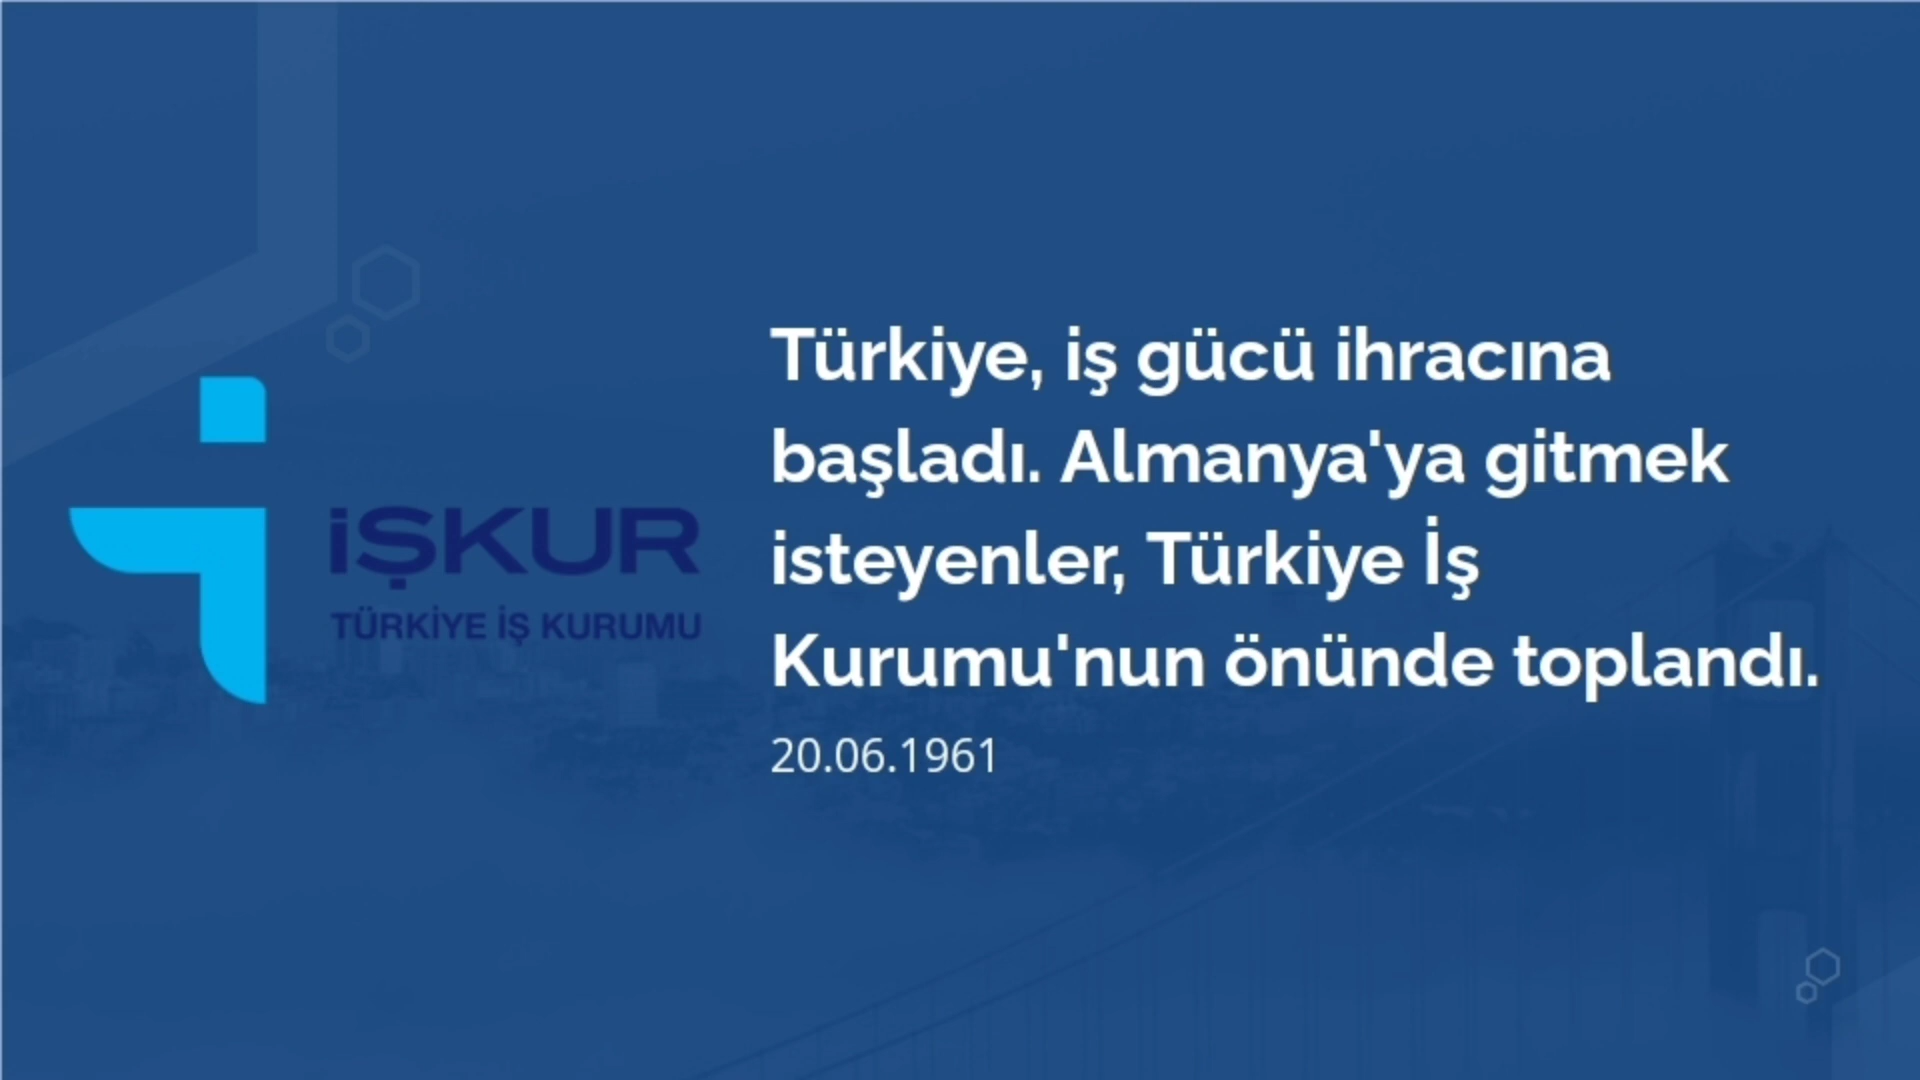 iŞKUR
TÜRKİYE İŞ KURUMU
Türkiye, iş gücü ihracına
başladı. Almanya'ya gitmek
isteyenler, Türkiye İş
Kurumu'nun önünde toplandı.
20.06.1961